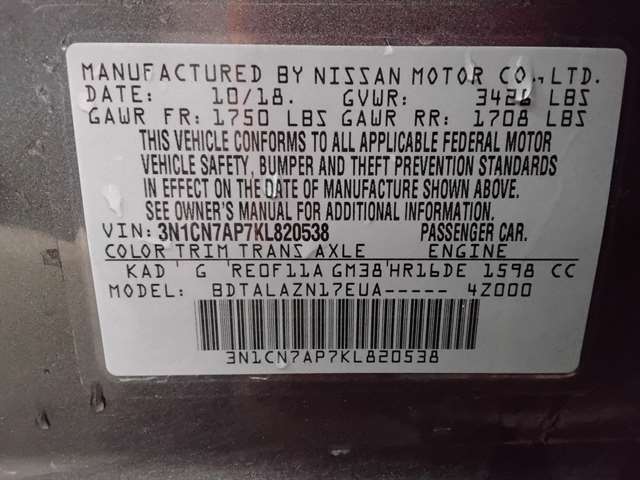 MANUFACTURED BY NISSAN MOTOR CO., LTD.
DATE: 10/18. GVWR: 3426 LBS
GAWR FR: 1750 LBS GAWR RR: 1708 LBS
THIS VEHICLE CONFORMS TO ALL APPLICABLE FEDERAL MOTOR
VEHICLE SAFETY, BUMPER AND THEFT PREVENTION STANDARDS
IN EFFECT ON THE DATE OF MANUFACTURE SHOWN ABOVE.
SEE OWNER'S MANUAL FOR ADDITIONAL INFORMATION.
VIN: 3N1CN7AP7KL820538 PASSENGER CAR.
COLOR TRIM TRANS AXLE ENGINE
KAD G RE0F11A GM38 HR16DE 1598 CC
MODEL: BDTALAZN17EUA----- 4Z000
3N1CN7AP7KL820538